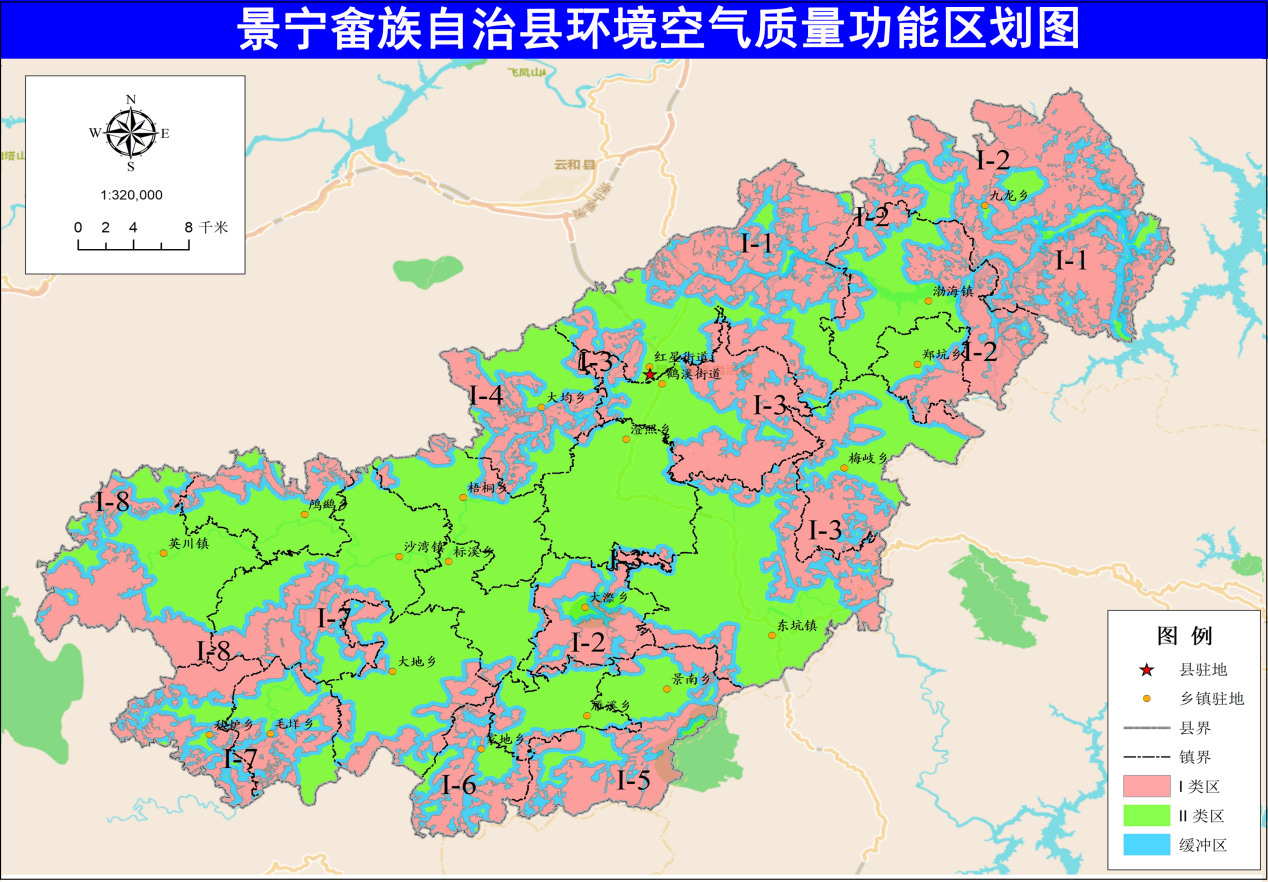 景宁畲族自治县环境空气质量功能区划图
飞凤山
N
W
E
S
1:320,000
0 2 4 8 千米
塔山
云和县
I-2
九龙乡
I-2
I-1
I-1
渤海镇
I-2
郑坑乡
I-3
红星街道
鹤溪街道
I-4
大均乡
I-3
澄照乡
梅岐乡
I-8
鸬鹚乡
梧桐乡
I-3
英川镇
沙湾镇
标溪乡
I-3
I-7
大漈乡
东坑镇
I-8
I-2
大地乡
景南乡
雁溪乡
毛垟乡
家地乡
I-7
I-6
I-5
图 例
县驻地
乡镇驻地
县界
镇界
I 类区
II 类区
缓冲区